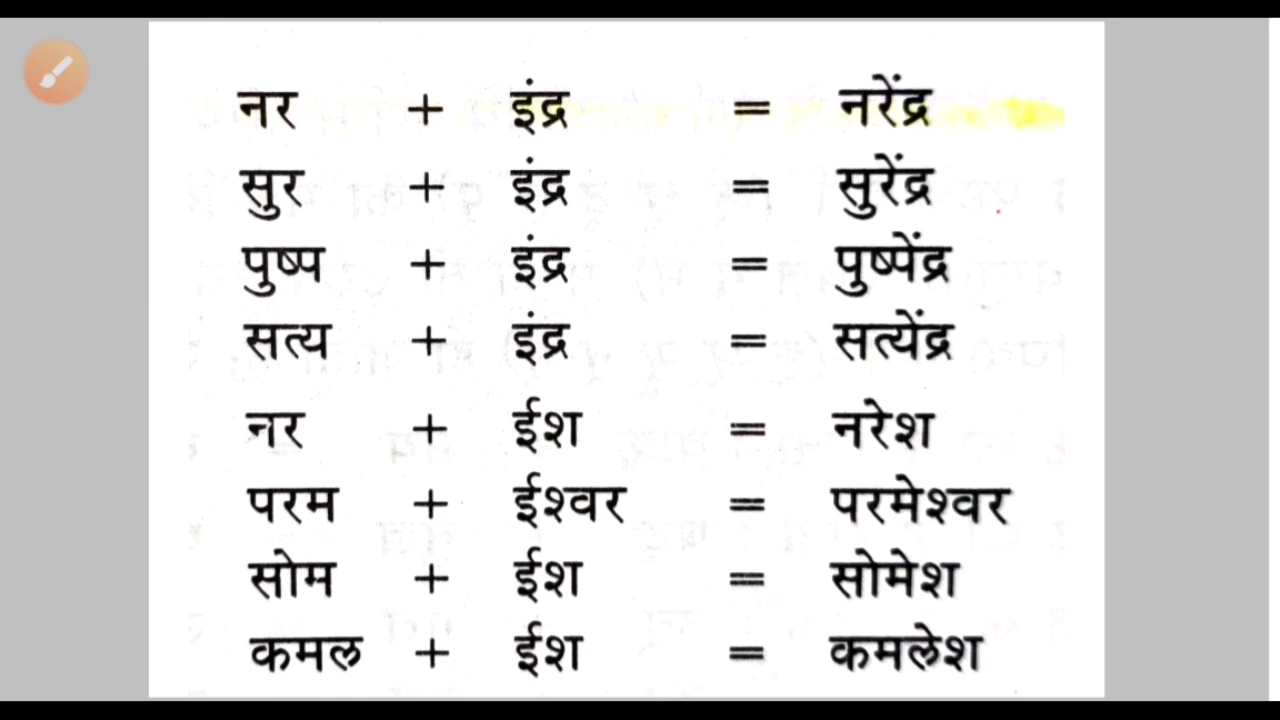 नर + इंद्र = नरेंद्र
सुर + इंद्र = सुरेंद्र
पुष्प + इंद्र = पुष्पेंद्र
सत्य + इंद्र = सत्येंद्र
नर + ईश = नरेश
परम + ईश्वर = परमेश्वर
सोम + ईश = सोमेश
कमल + ईश = कमलेश